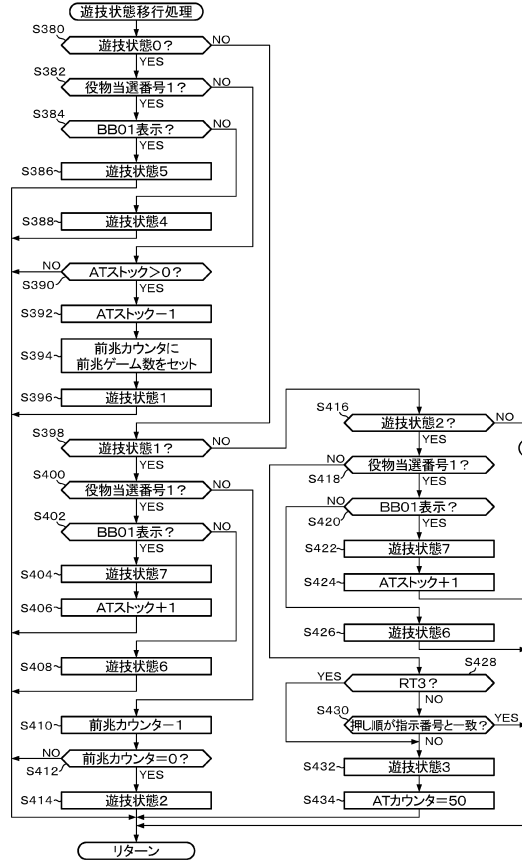 遊技状態移行処理
S380
遊技状態0?
NO
YES
S382
役物当選番号1?
NO
YES
S384
BB01表示?
NO
YES
S386
遊技状態5
S388
遊技状態4
NO
ATストック>0?
S390
YES
S392
ATストック−1
S394
前兆カウンタに
前兆ゲーム数をセット
S396
遊技状態1
S398
遊技状態1?
NO
YES
S400
役物当選番号1?
NO
YES
S402
BB01表示?
NO
YES
S404
遊技状態7
S406
ATストック+1
S408
遊技状態6
S410
前兆カウンタ−1
NO
前兆カウンタ=0?
S412
YES
S414
遊技状態2
リターン
S416
遊技状態2?
NO
YES
NO
役物当選番号1?
S418
YES
NO
BB01表示?
S420
YES
S422
遊技状態7
S424
ATストック+1
S426
遊技状態6
S428
YES
RT3?
NO
S430
押し順が指示番号と一致?
YES
NO
S432
遊技状態3
S434
ATカウンタ=50